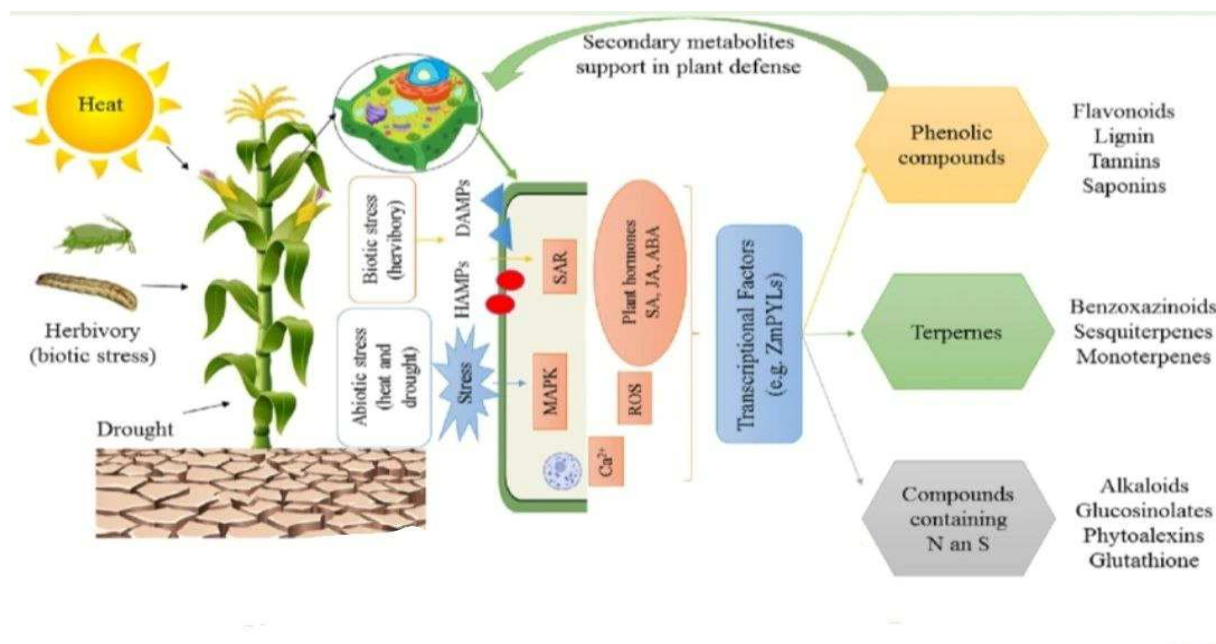 Secondary metabolites
support in plant defense
Heat
Herbivory
(biotic stress)
Drought
Biotic stress
(hervibory)
Abiotic stress
(heat and
drought)
DAMPs
HAMPs
Stress
SAR
MAPK
Plant hormones
SA, JA, ABA
ROS
Ca²⁺
Transcriptional Factors
(e.g. ZmPYLs)
Phenolic
compounds
Flavonoids
Lignin
Tannins
Saponins
Terpernes
Benzoxazinoids
Sesquiterpenes
Monoterpenes
Compounds
containing
N an S
Alkaloids
Glucosinolates
Phytoalexins
Glutathione